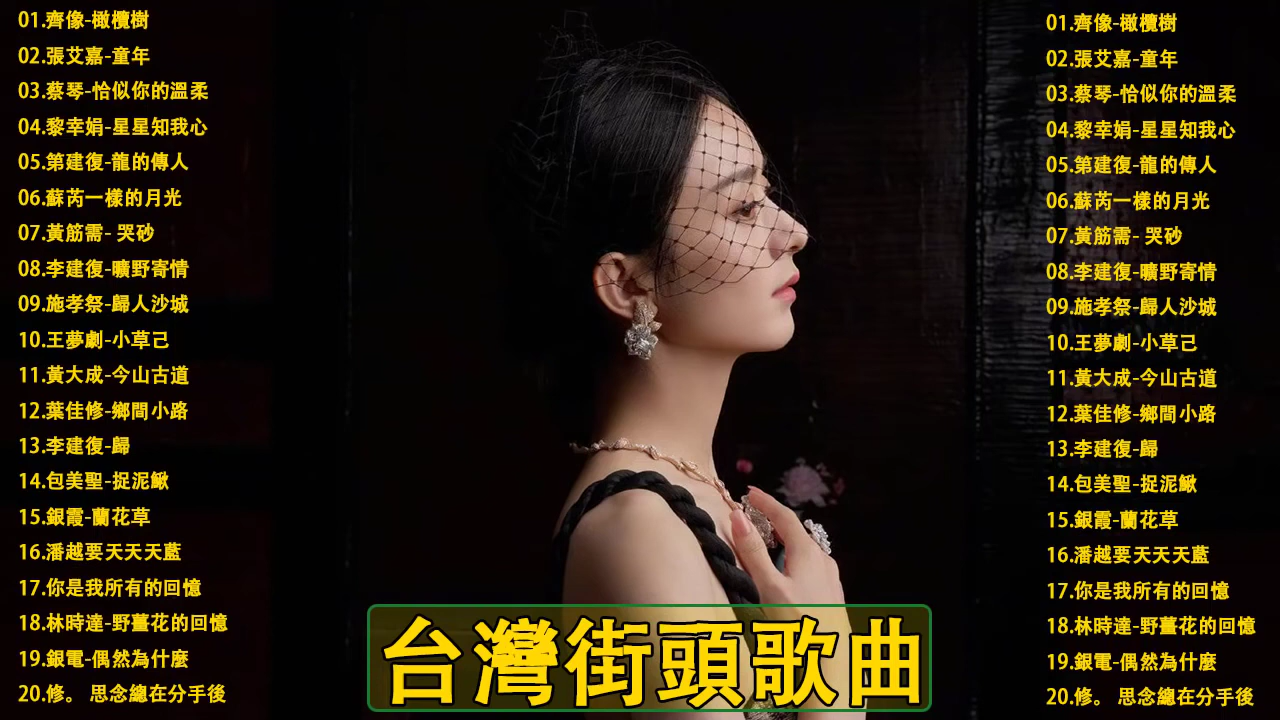 01.齊像-橄欖樹
02.張艾嘉-童年
03.蔡琴-恰似你的溫柔
04.黎幸娟-星星知我心
05.第建復-龍的傳人
06.蘇芮一樣的月光
07.黃筋需- 哭砂
08.李建復-曠野寄情
09.施孝祭-歸人沙城
10.王夢劇-小草己
11.黃大成-今山古道
12.葉佳修-鄉間小路
13.李建復-歸
14.包美聖-捉泥鰍
15.銀霞-蘭花草
16.潘越要天天天藍
17.你是我所有的回憶
18.林時達-野薑花的回憶
19.銀電-偶然為什麼
20.修。 思念總在分手後
01.齊像-橄欖樹
02.張艾嘉-童年
03.蔡琴-恰似你的溫柔
04.黎幸娟-星星知我心
05.第建復-龍的傳人
06.蘇芮一樣的月光
07.黃筋需- 哭砂
08.李建復-曠野寄情
09.施孝祭-歸人沙城
10.王夢劇-小草己
11.黃大成-今山古道
12.葉佳修-鄉間小路
13.李建復-歸
14.包美聖-捉泥鰍
15.銀霞-蘭花草
16.潘越要天天天藍
17.你是我所有的回憶
18.林時達-野薑花的回憶
19.銀電-偶然為什麼
20.修。 思念總在分手後
台灣街頭歌曲